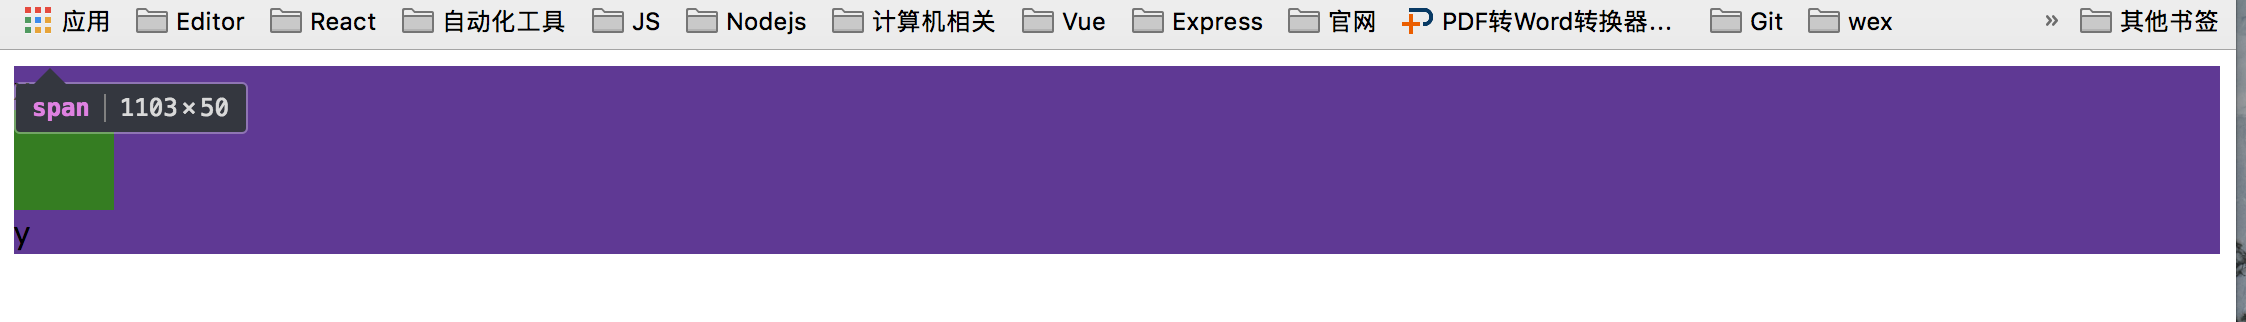 应用 Editor React 自动化工具 JS Nodejs 计算机相关 Vue Express 官网 PDF转Word转换器... Git wex » 其他书签
span 1103×50
y